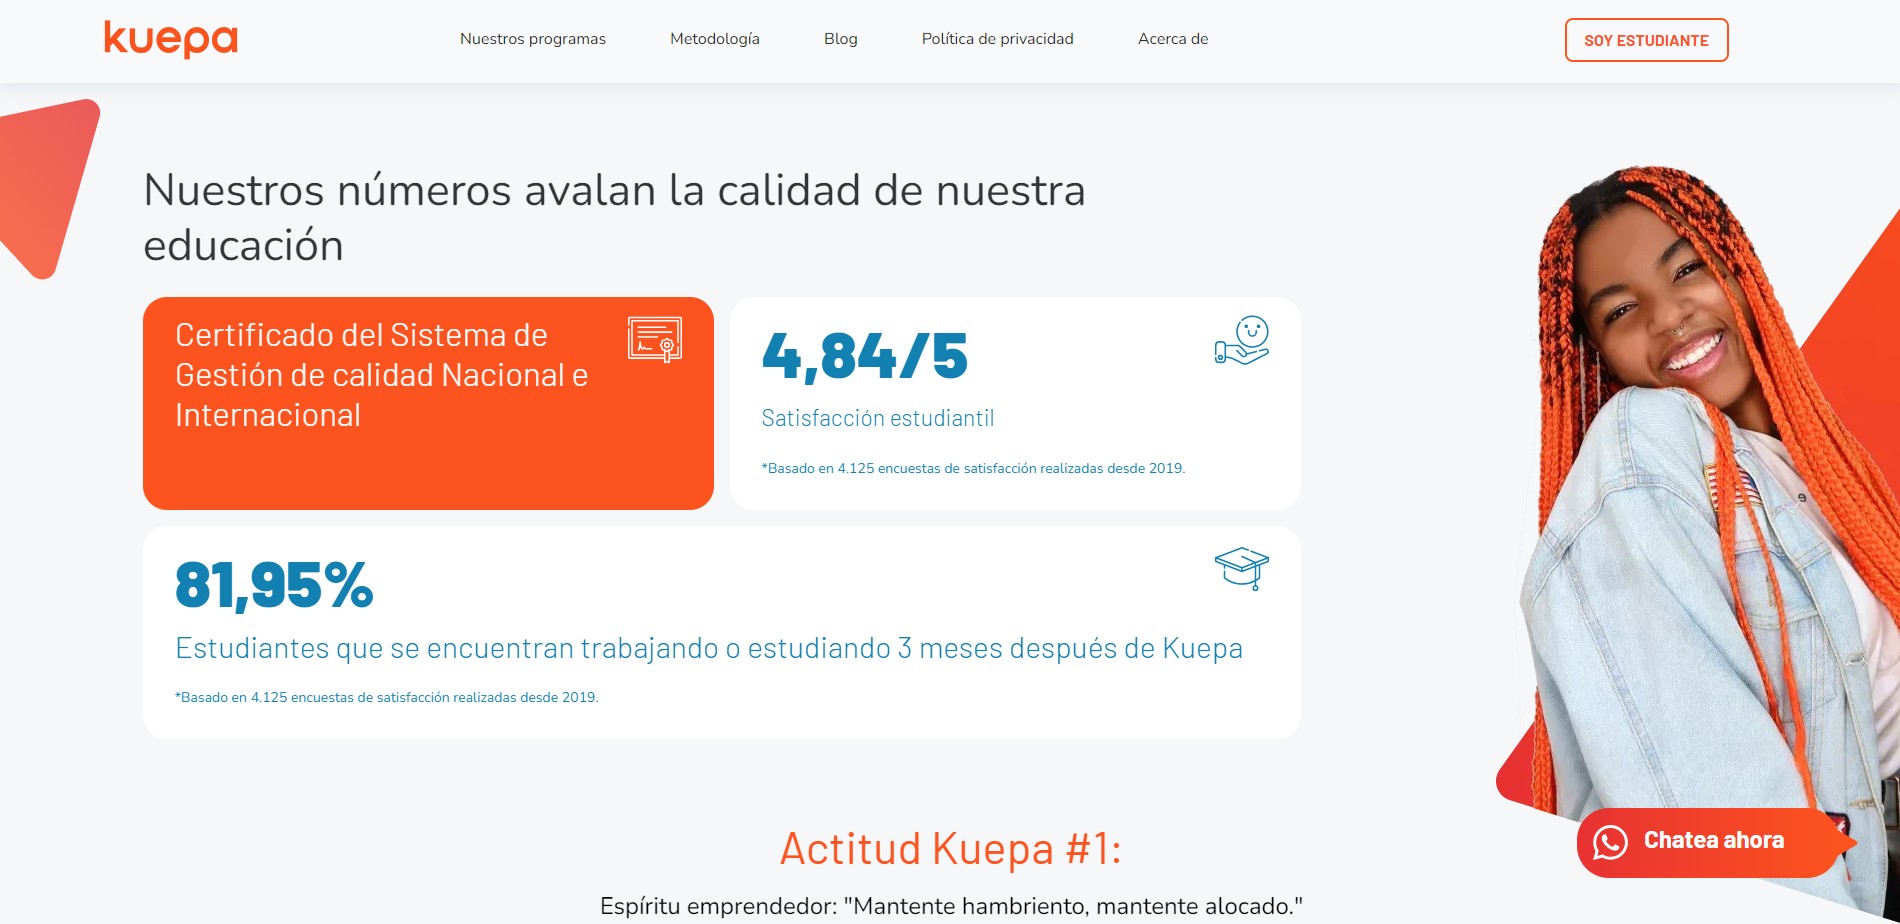 kuepa
Nuestros programas
Metodología
Blog
Política de privacidad
Acerca de
SOY ESTUDIANTE
Nuestros números avalan la calidad de nuestra
educación
Certificado del Sistema de
Gestión de calidad Nacional e
Internacional
4,84/5
Satisfacción estudiantil
*Basado en 4.125 encuestas de satisfacción realizadas desde 2019.
81,95%
Estudiantes que se encuentran trabajando o estudiando 3 meses después de Kuepa
*Basado en 4.125 encuestas de satisfacción realizadas desde 2019.
Chatea ahora
Actitud Kuepa #1:
Espíritu emprendedor: "Mantente hambriento, mantente alocado."